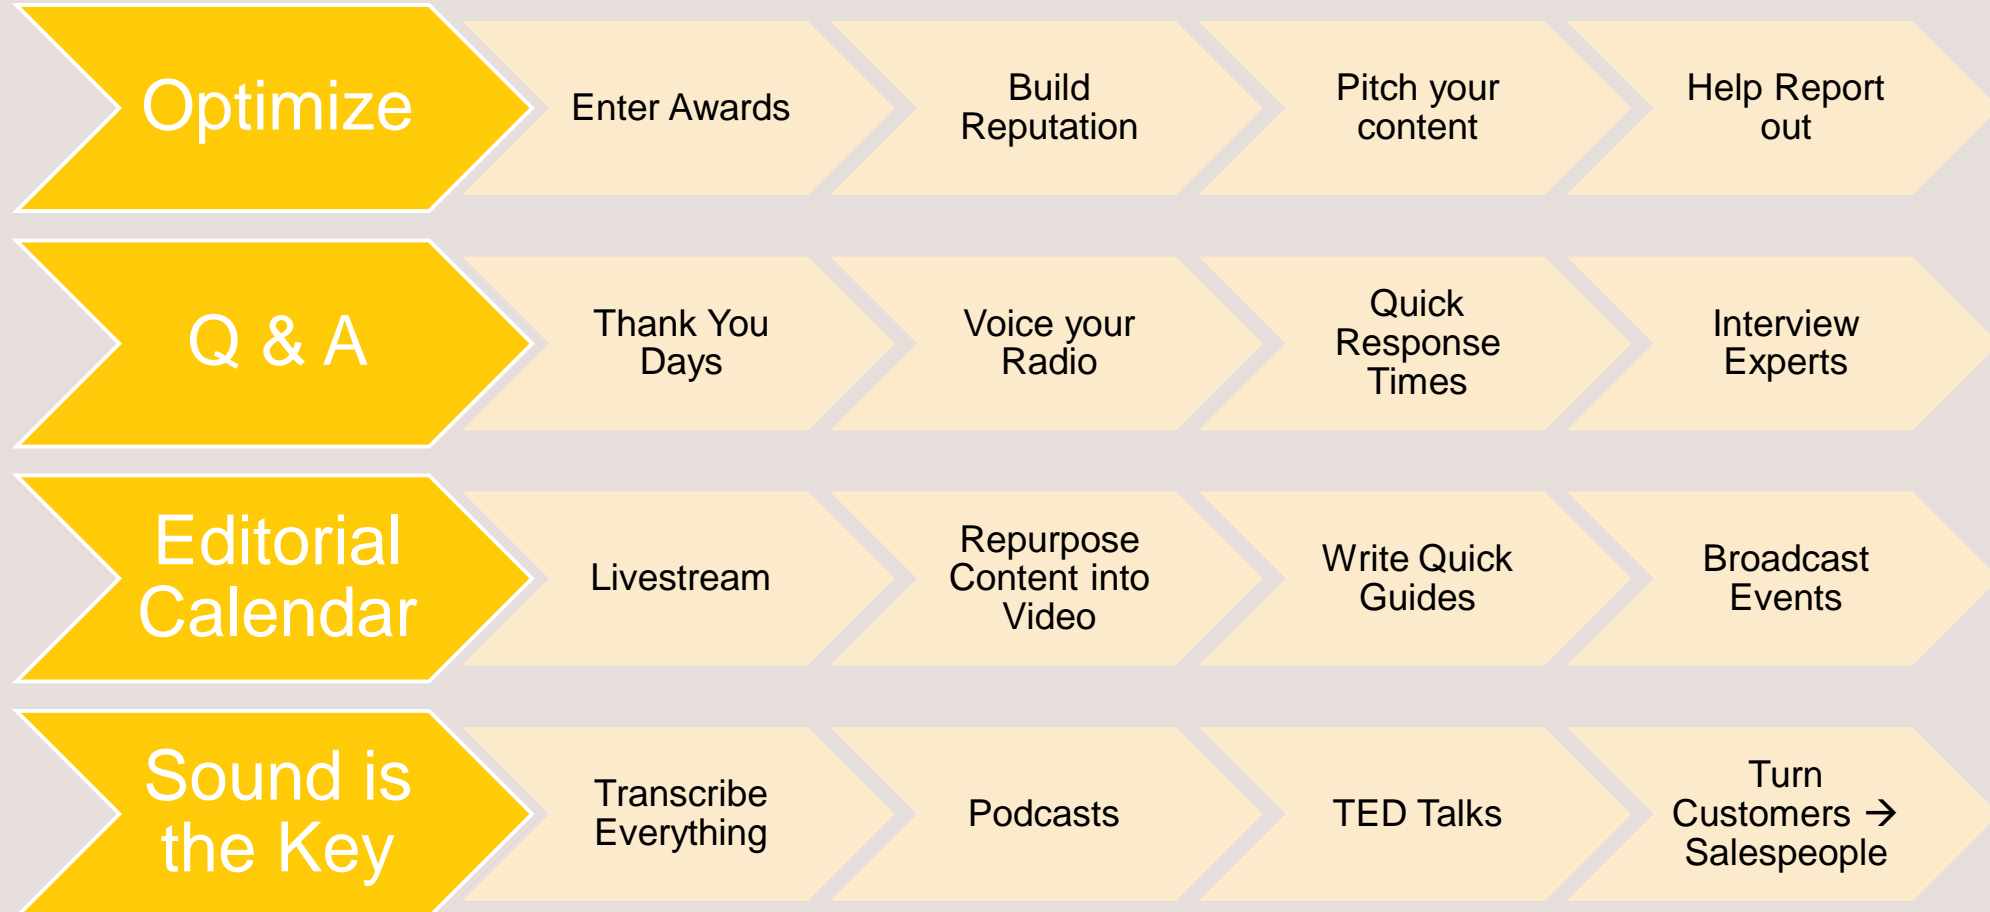 Optimize
Enter Awards
Build
Reputation
Pitch your
content
Help Report
out
Q & A
Thank You
Days
Voice your
Radio
Quick
Response
Times
Interview
Experts
Editorial
Calendar
Livestream
Repurpose
Content into
Video
Write Quick
Guides
Broadcast
Events
Sound is
the Key
Transcribe
Everything
Podcasts
TED Talks
Turn
Customers →
Salespeople